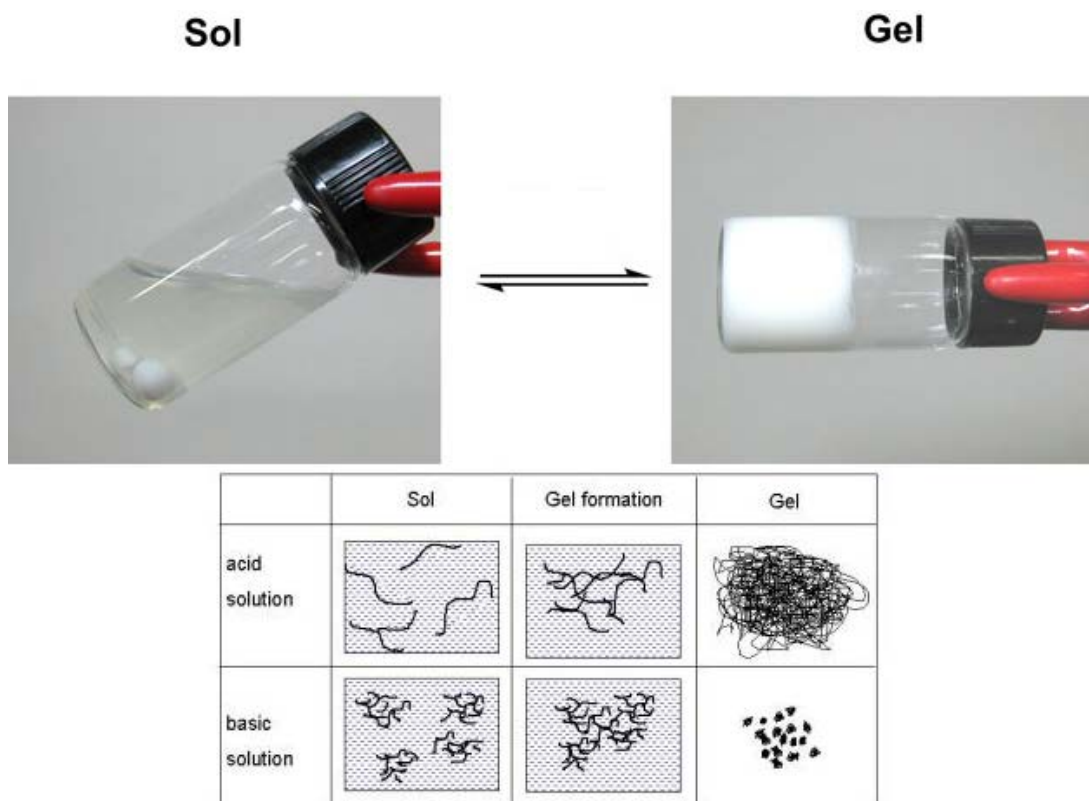 Sol
Gel
Sol
Gel formation
Gel
acid
solution
basic
solution